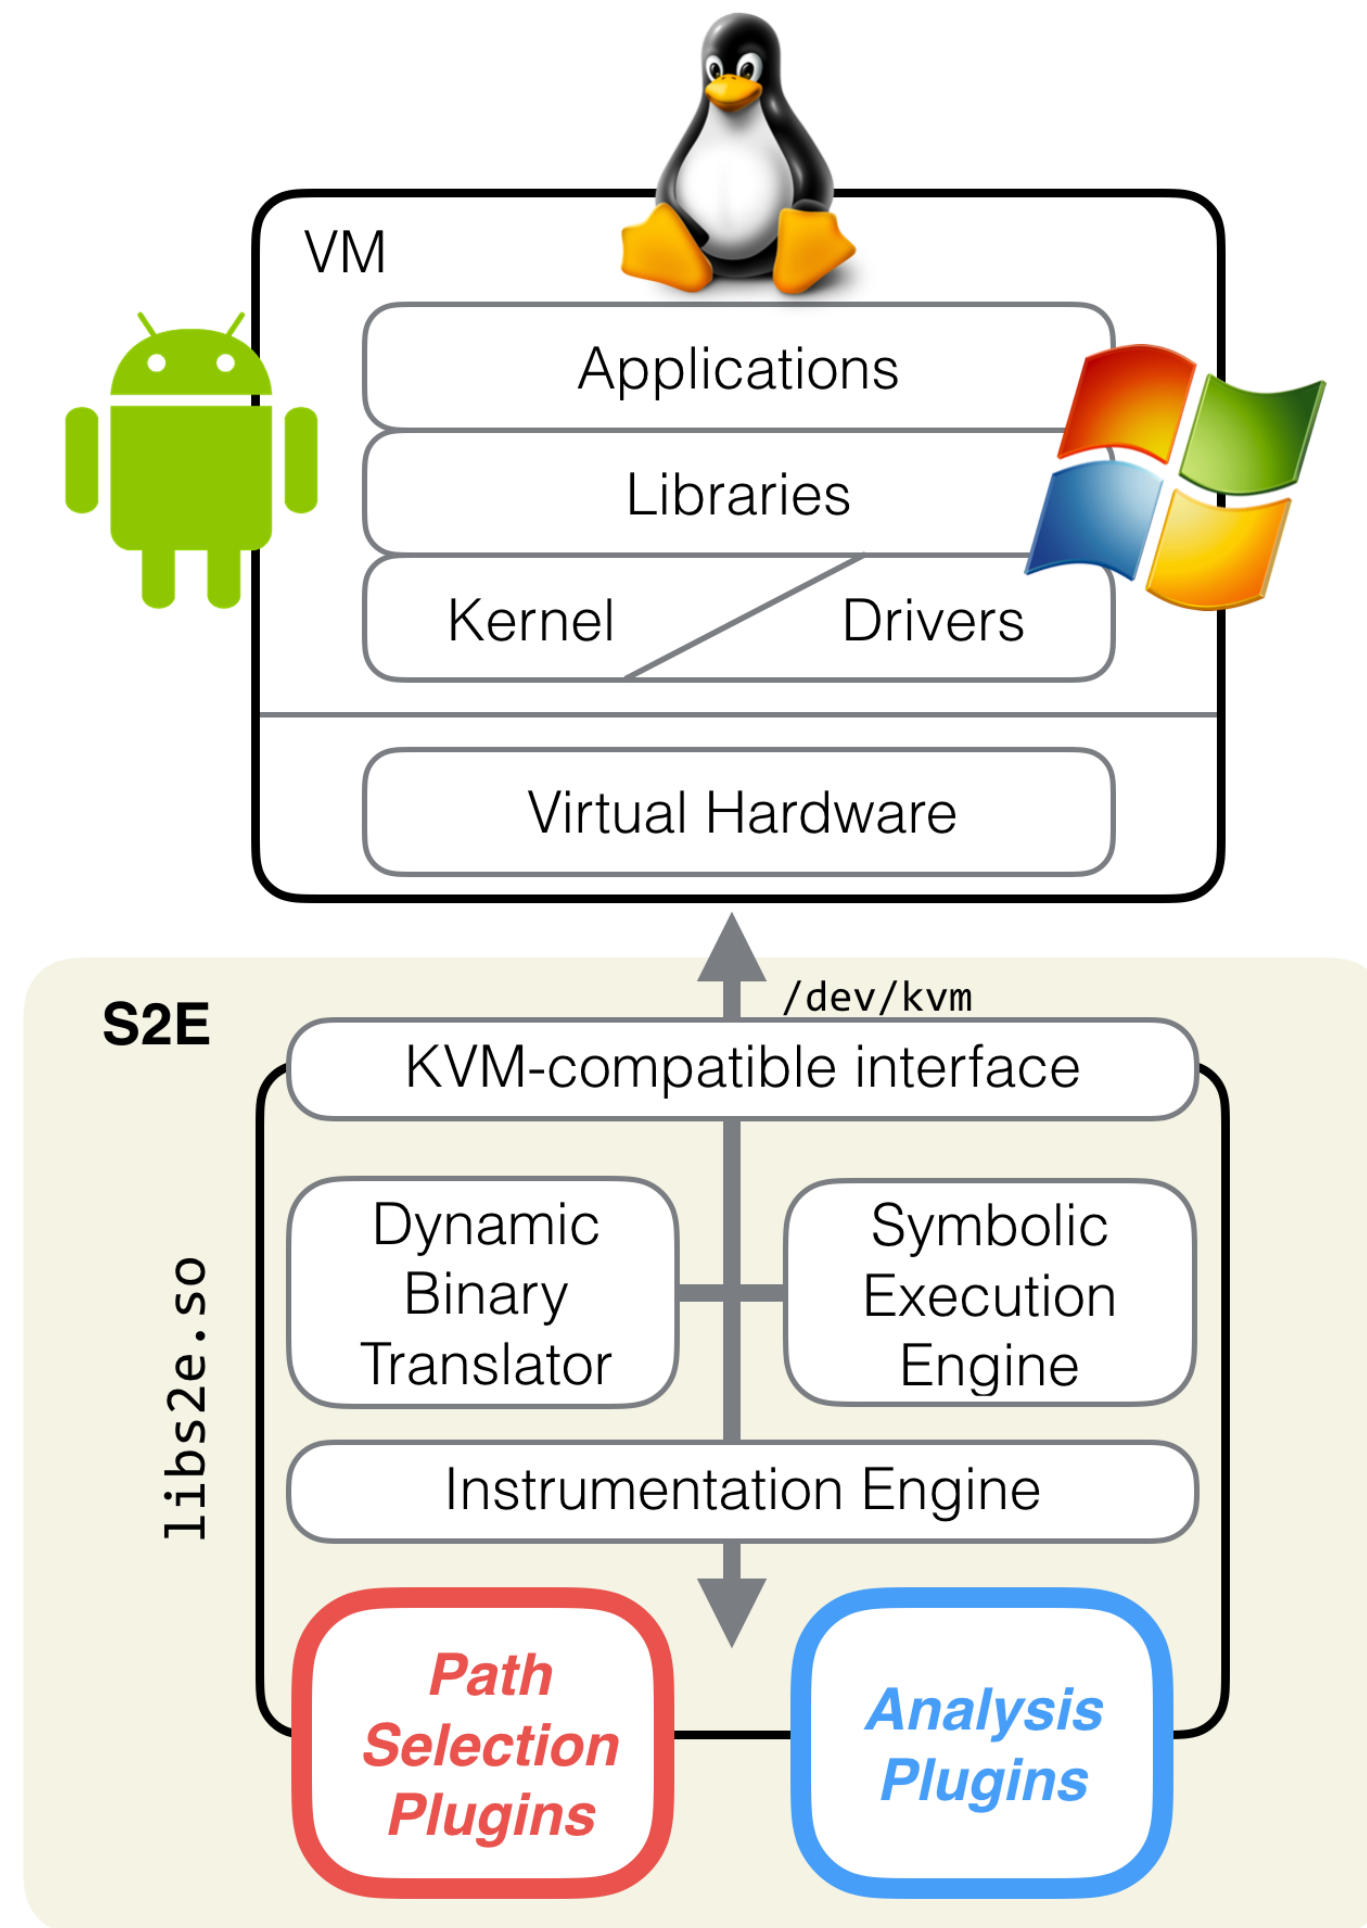 VM
Applications
Libraries
Kernel
Drivers
Virtual Hardware
/dev/kvm
S2E
KVM-compatible interface
Dynamic
Binary
Translator
Symbolic
Execution
Engine
libs2e.so
Instrumentation Engine
Path
Selection
Plugins
Analysis
Plugins